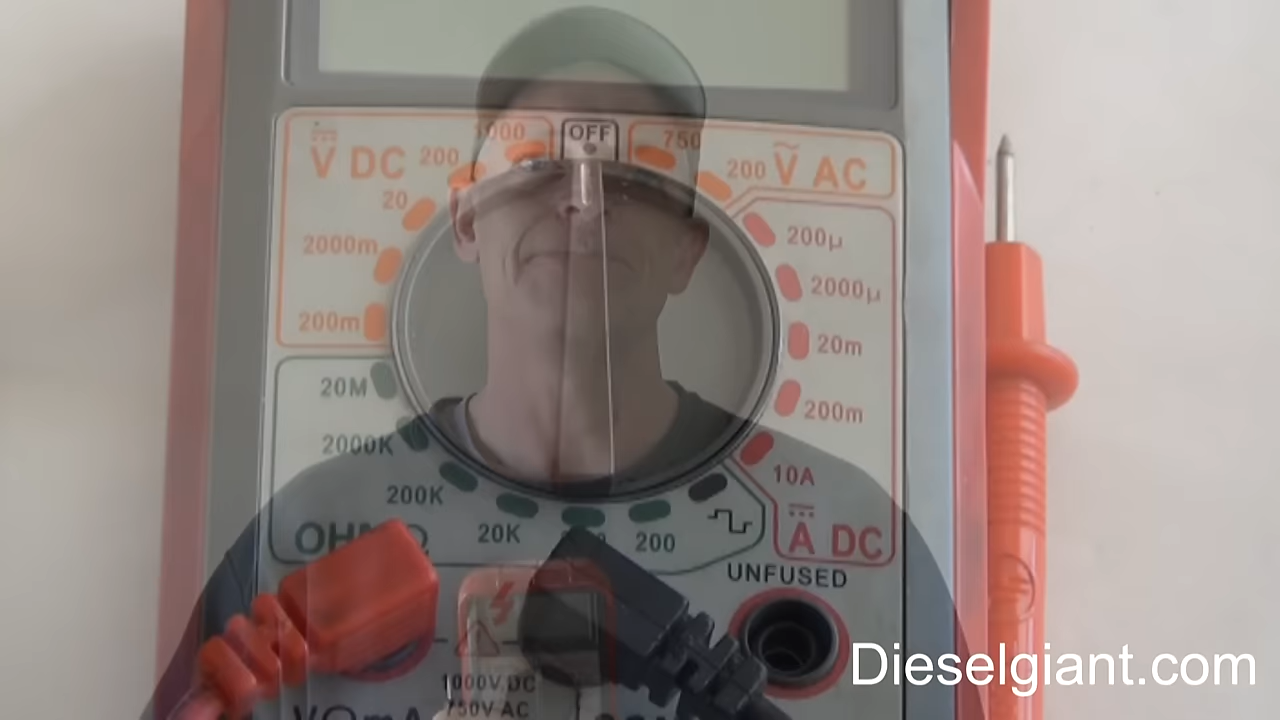 OFF
1000
750
V DC
200
200
V AC
20
200µ
2000m
2000µ
200m
20m
20M
200m
2000K
10A
200K
20K
200
OHM Ω
A DC
UNFUSED
Dieselgiant.com
1000V DC
750V AC
VΩmA